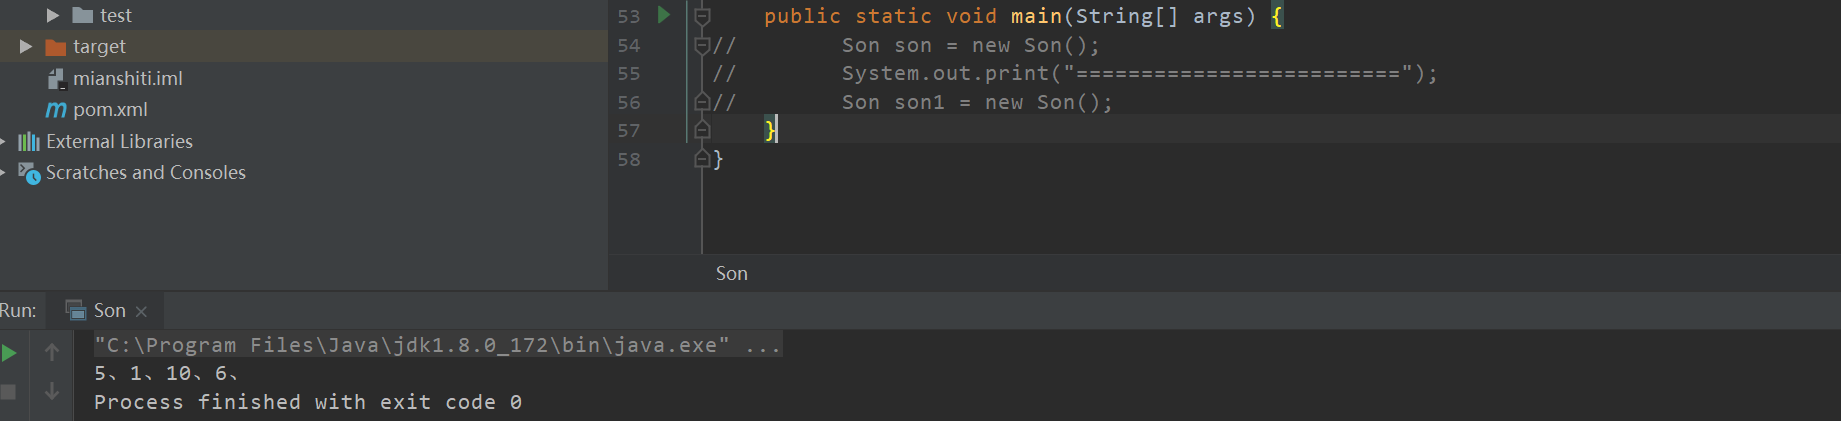 test
target
mianshiti.iml
pom.xml
External Libraries
Scratches and Consoles
53 public static void main(String[] args) {
54 // Son son = new Son();
55 // System.out.print("=========================");
56 // Son son1 = new Son();
57 }
58 }
Son
Run: Son
"C:\Program Files\Java\jdk1.8.0_172\bin\java.exe" ...
5、1、10、6、
Process finished with exit code 0